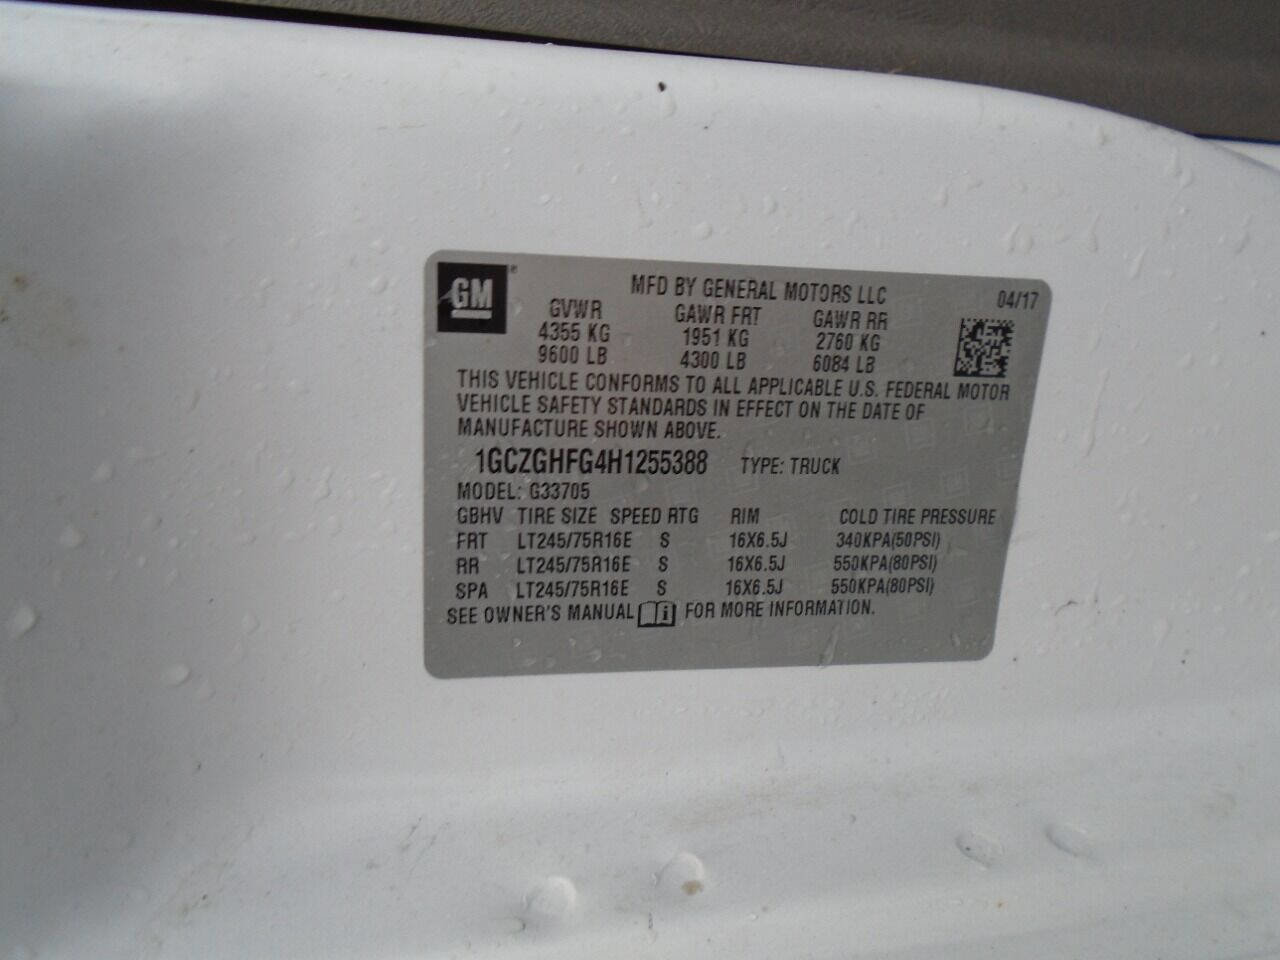 GM ®
MFD BY GENERAL MOTORS LLC 04/17
GVWR GAWR FRT GAWR RR
4355 KG 1951 KG 2760 KG
9600 LB 4300 LB 6084 LB
THIS VEHICLE CONFORMS TO ALL APPLICABLE U.S. FEDERAL MOTOR
VEHICLE SAFETY STANDARDS IN EFFECT ON THE DATE OF
MANUFACTURE SHOWN ABOVE.
1GCZGHFG4H1255388 TYPE: TRUCK
MODEL: G33705
GBHV TIRE SIZE SPEED RTG RIM COLD TIRE PRESSURE
FRT LT245/75R16E S 16X6.5J 340KPA(50PSI)
RR LT245/75R16E S 16X6.5J 550KPA(80PSI)
SPA LT245/75R16E S 16X6.5J 550KPA(80PSI)
SEE OWNER'S MANUAL i FOR MORE INFORMATION.